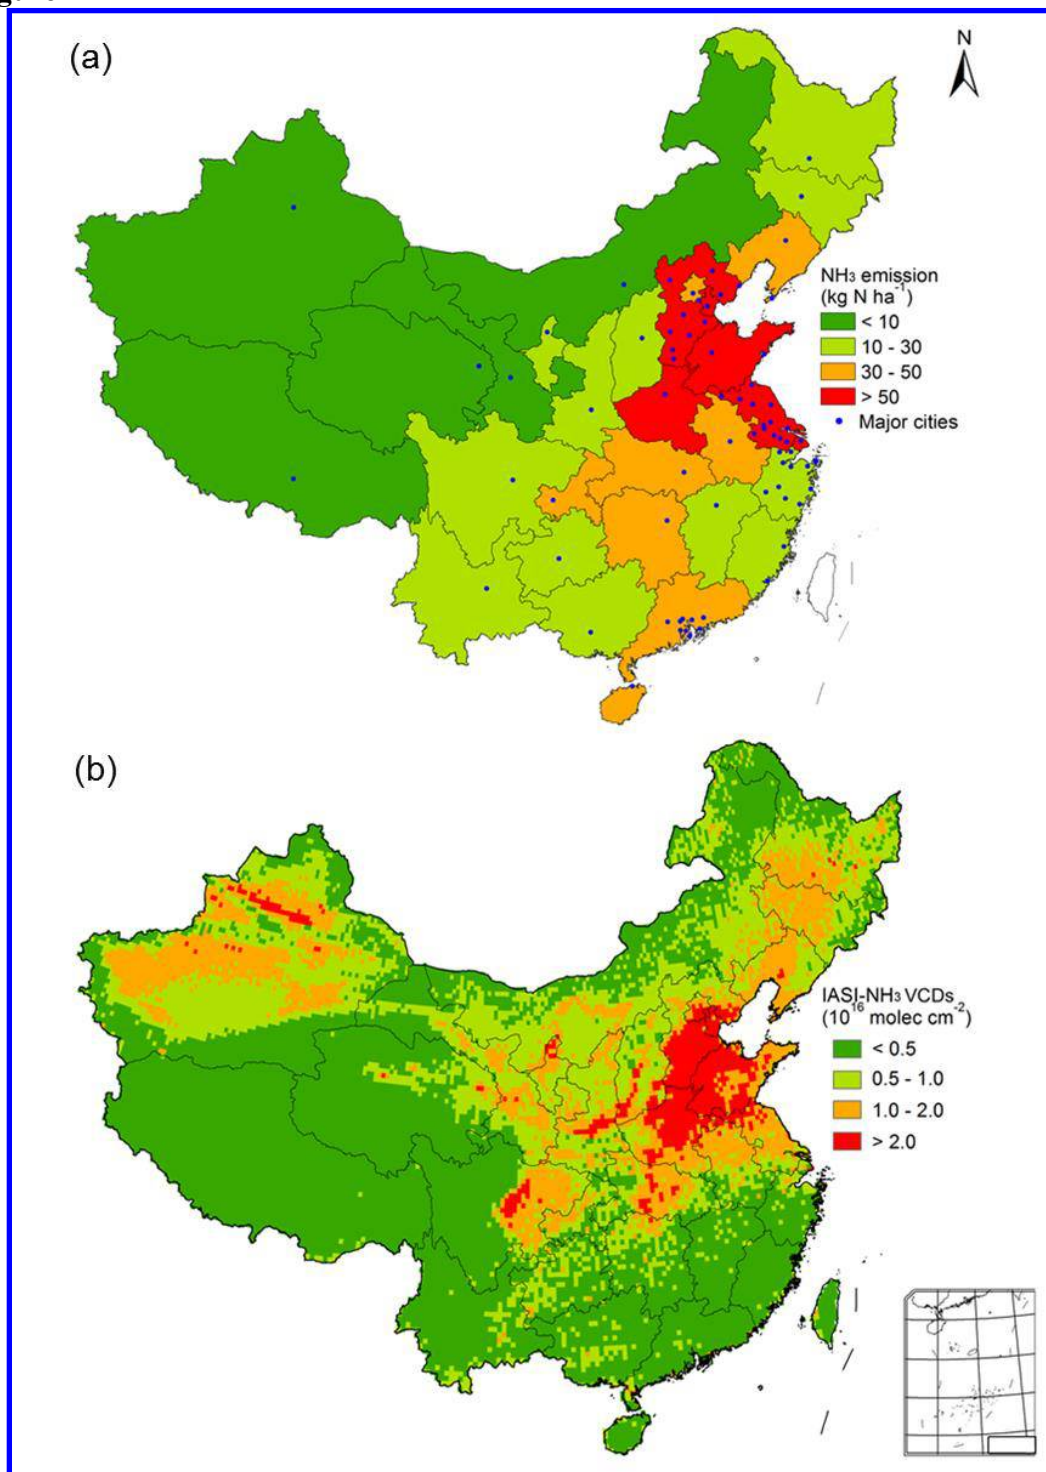 (a)
N
NH₃ emission
(kg N ha⁻¹)
< 10
10 - 30
30 - 50
> 50
Major cities
(b)
IASI-NH₃ VCDs
(10¹⁶ molec cm⁻²)
< 0.5
0.5 - 1.0
1.0 - 2.0
> 2.0